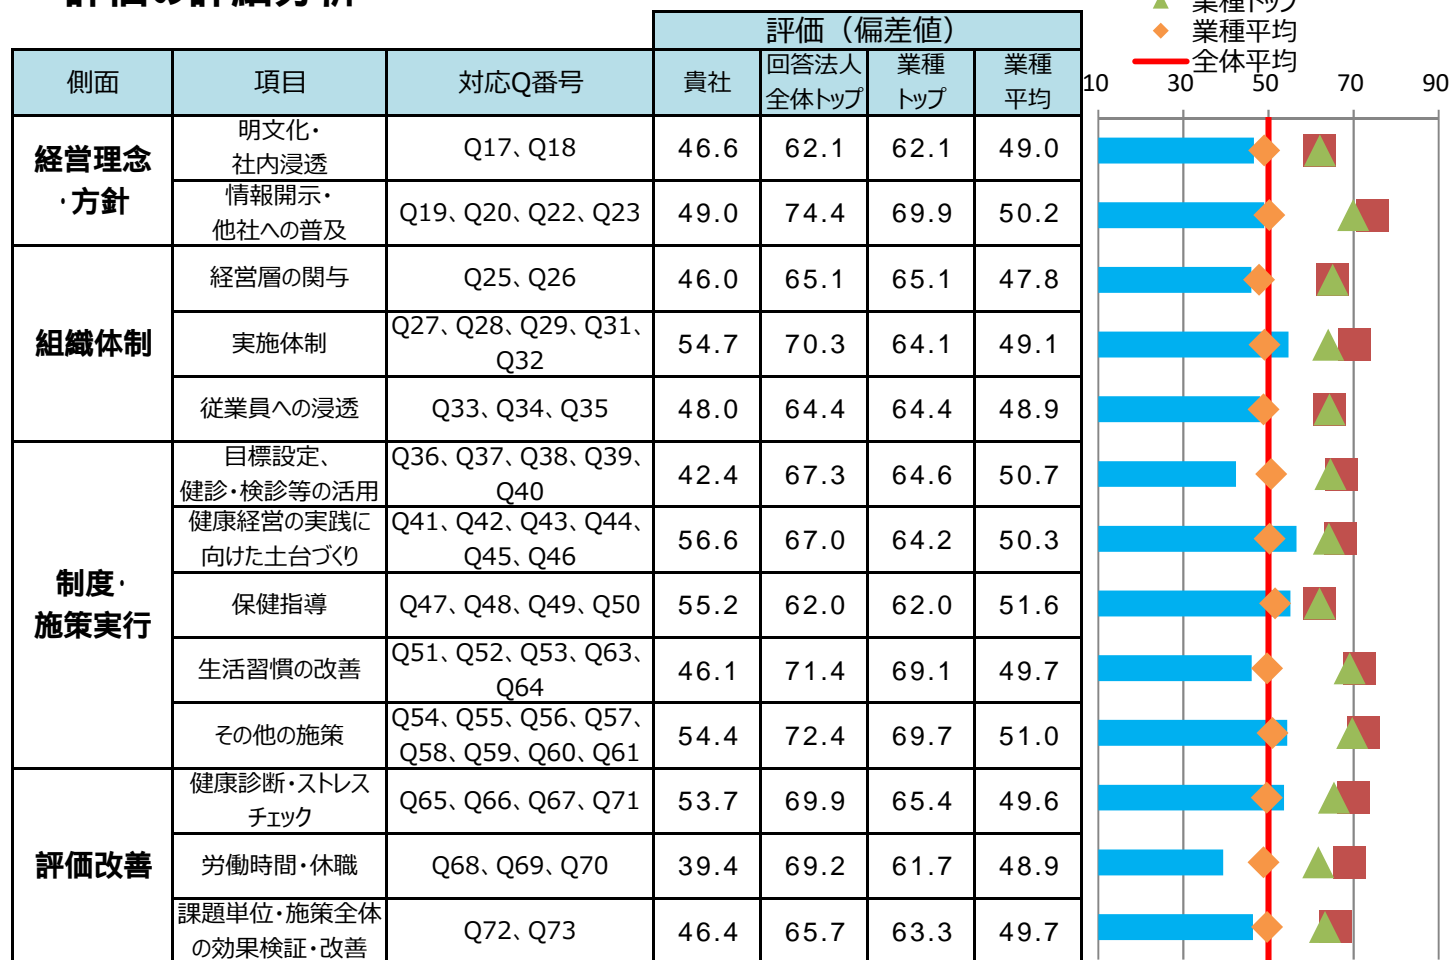 評価の詳細分析
業種トップ
業種平均
全体平均
評価（偏差値）
側面 項目 対応Q番号 貴社 回答法人 業種 業種
全体トップ トップ 平均
10 30 50 70 90
経営理念
・方針
明文化・
社内浸透
Q17、Q18 46.6 62.1 62.1 49.0
情報開示・
他社への普及
Q19、Q20、Q22、Q23 49.0 74.4 69.9 50.2
組織体制
経営層の関与 Q25、Q26 46.0 65.1 65.1 47.8
実施体制
Q27、Q28、Q29、Q31、
Q32
54.7 70.3 64.1 49.1
従業員への浸透 Q33、Q34、Q35 48.0 64.4 64.4 48.9
制度・
施策実行
目標設定、
健診・検診等の活用
Q36、Q37、Q38、Q39、
Q40
42.4 67.3 64.6 50.7
健康経営の実践に
向けた土台づくり
Q41、Q42、Q43、Q44、
Q45、Q46
56.6 67.0 64.2 50.3
保健指導 Q47、Q48、Q49、Q50 55.2 62.0 62.0 51.6
生活習慣の改善
Q51、Q52、Q53、Q63、
Q64
46.1 71.4 69.1 49.7
その他の施策
Q54、Q55、Q56、Q57、
Q58、Q59、Q60、Q61
54.4 72.4 69.7 51.0
評価改善
健康診断・ストレス
チェック
Q65、Q66、Q67、Q71 53.7 69.9 65.4 49.6
労働時間・休職 Q68、Q69、Q70 39.4 69.2 61.7 48.9
課題単位・施策全体
の効果検証・改善
Q72、Q73 46.4 65.7 63.3 49.7